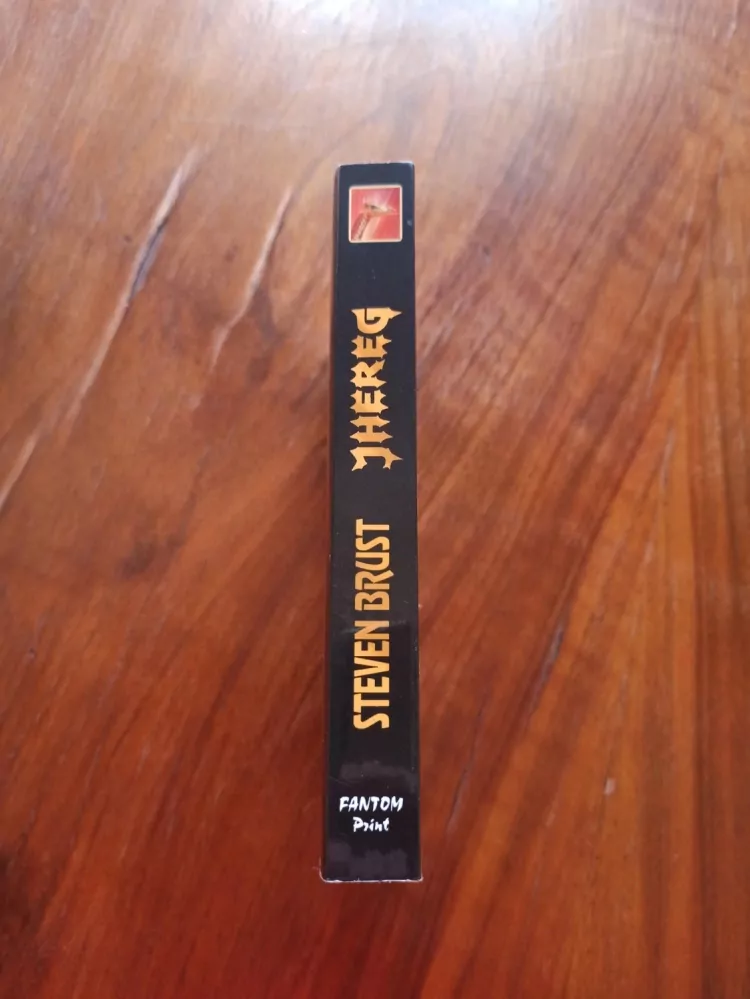 JHEREG
STEVEN BRUST
FANTOM
Print